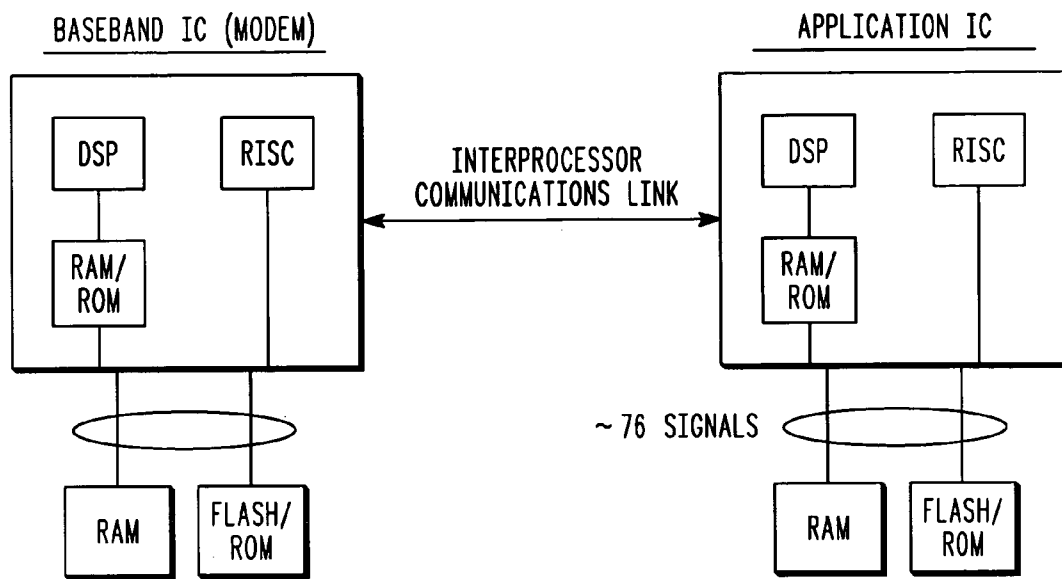 BASEBAND IC (MODEM)
APPLICATION IC
DSP
RISC
INTERPROCESSOR
COMMUNICATIONS LINK
DSP
RISC
RAM/
ROM
RAM/
ROM
~ 76 SIGNALS
RAM
FLASH/
ROM
RAM
FLASH/
ROM